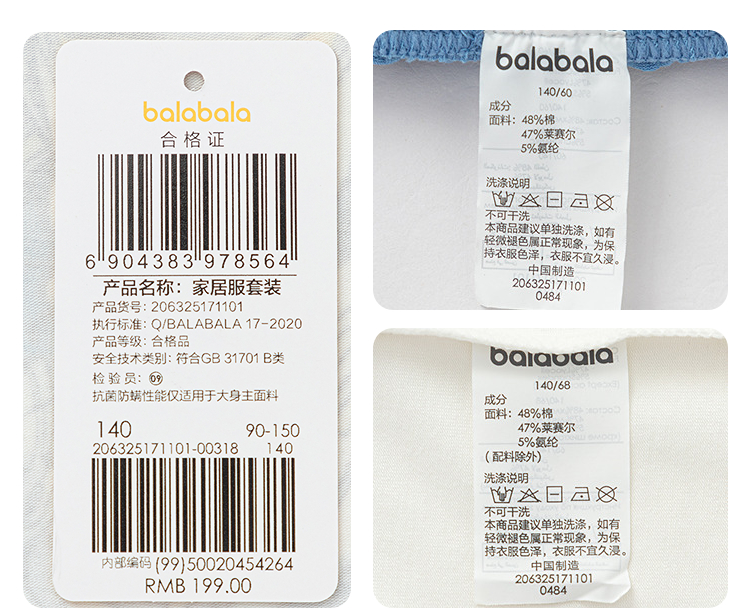 balabala
合格证
6 904383 978564
产品名称：家居服套装
产品货号：206325171101
执行标准：Q/BALABALA 17-2020
产品等级：合格品
安全技术类别：符合GB 31701 B类
检验员：09
抗菌防螨性能仅适用于大身主面料
140 90-150
206325171101-00318 140
内部编码 (99)50020454264
RMB 199.00
balabala
140/60
成分
面料：48%棉
47%莱赛尔
5%氨纶
洗涤说明
不可干洗
本商品建议单独洗涤，如有
轻微褪色属正常现象，为保
持衣服色泽，衣服不宜久浸。
中国制造
206325171101
0484
balabala
140/68
成分
面料：48%棉
47%莱赛尔
5%氨纶
(配料除外)
洗涤说明
不可干洗
本商品建议单独洗涤，如有
轻微褪色属正常现象，为保
持衣服色泽，衣服不宜久浸。
中国制造
206325171101
0484